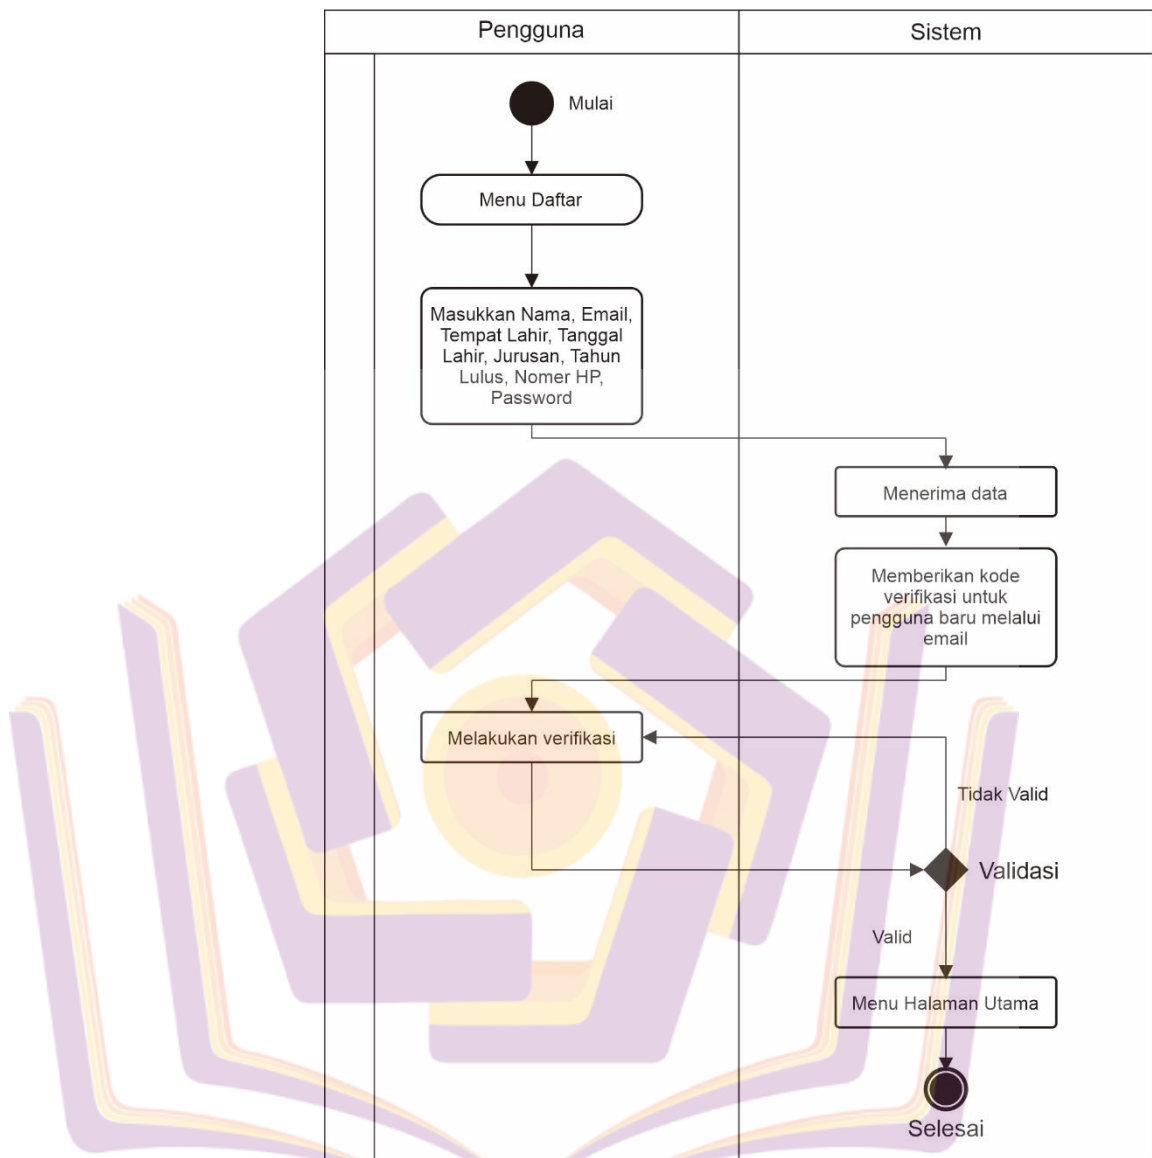 Pengguna
Sistem
Mulai
Menu Daftar
Masukkan Nama, Email,
Tempat Lahir, Tanggal
Lahir, Jurusan, Tahun
Lulus, Nomer HP,
Password
Menerima data
Memberikan kode
verifikasi untuk
pengguna baru melalui
email
Melakukan verifikasi
Tidak Valid
Validasi
Valid
Menu Halaman Utama
Selesai